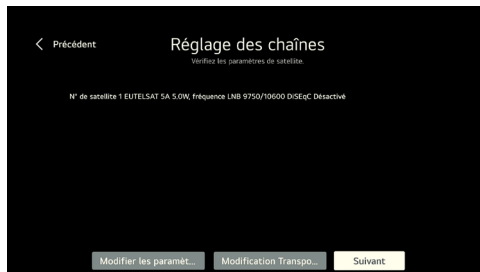 Précédent
Réglage des chaînes
Vérifiez les paramètres de satellite.
N° de satellite 1 EUTELSAT 5A 5.0W, fréquence LNB 9750/10600 DiSEqC Désactivé
Modifier les paramèt...
Modification Transpo...
Suivant